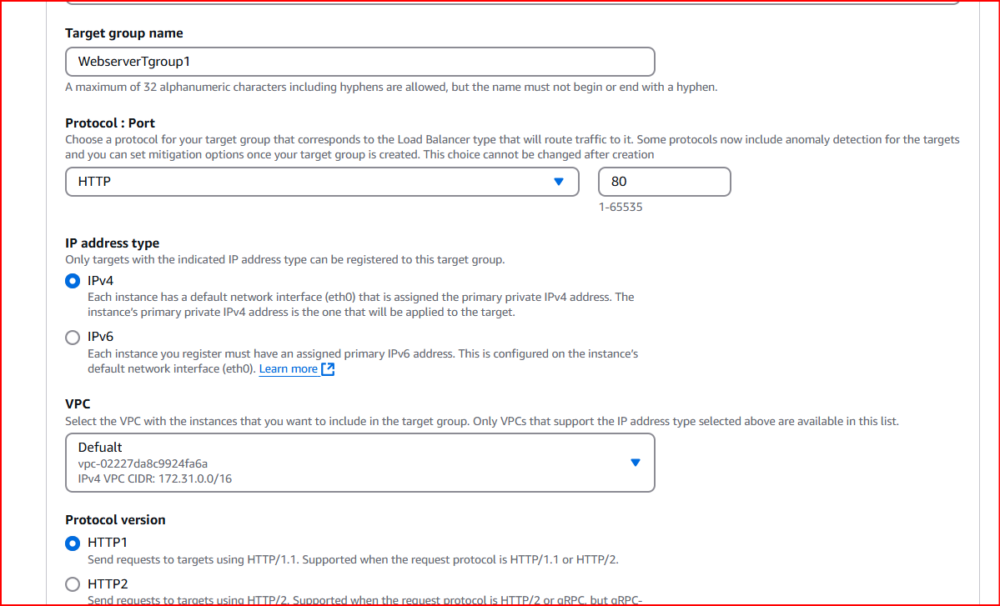 Target group name
WebserverTgroup1
A maximum of 32 alphanumeric characters including hyphens are allowed, but the name must not begin or end with a hyphen.
Protocol : Port
Choose a protocol for your target group that corresponds to the Load Balancer type that will route traffic to it. Some protocols now include anomaly detection for the targets
and you can set mitigation options once your target group is created. This choice cannot be changed after creation
HTTP
80
1-65535
IP address type
Only targets with the indicated IP address type can be registered to this target group.
IPv4
Each instance has a default network interface (eth0) that is assigned the primary private IPv4 address. The
instance's primary private IPv4 address is the one that will be applied to the target.
IPv6
Each instance you register must have an assigned primary IPv6 address. This is configured on the instance's
default network interface (eth0). Learn more
VPC
Select the VPC with the instances that you want to include in the target group. Only VPCs that support the IP address type selected above are available in this list.
Defualt
vpc-02227da8c9924fa6a
IPv4 VPC CIDR: 172.31.0.0/16
Protocol version
HTTP1
Send requests to targets using HTTP/1.1. Supported when the request protocol is HTTP/1.1 or HTTP/2.
HTTP2
Send requests to targets using HTTP/2. Supported when the request protocol is HTTP/2 or gRPC, but gRPC-